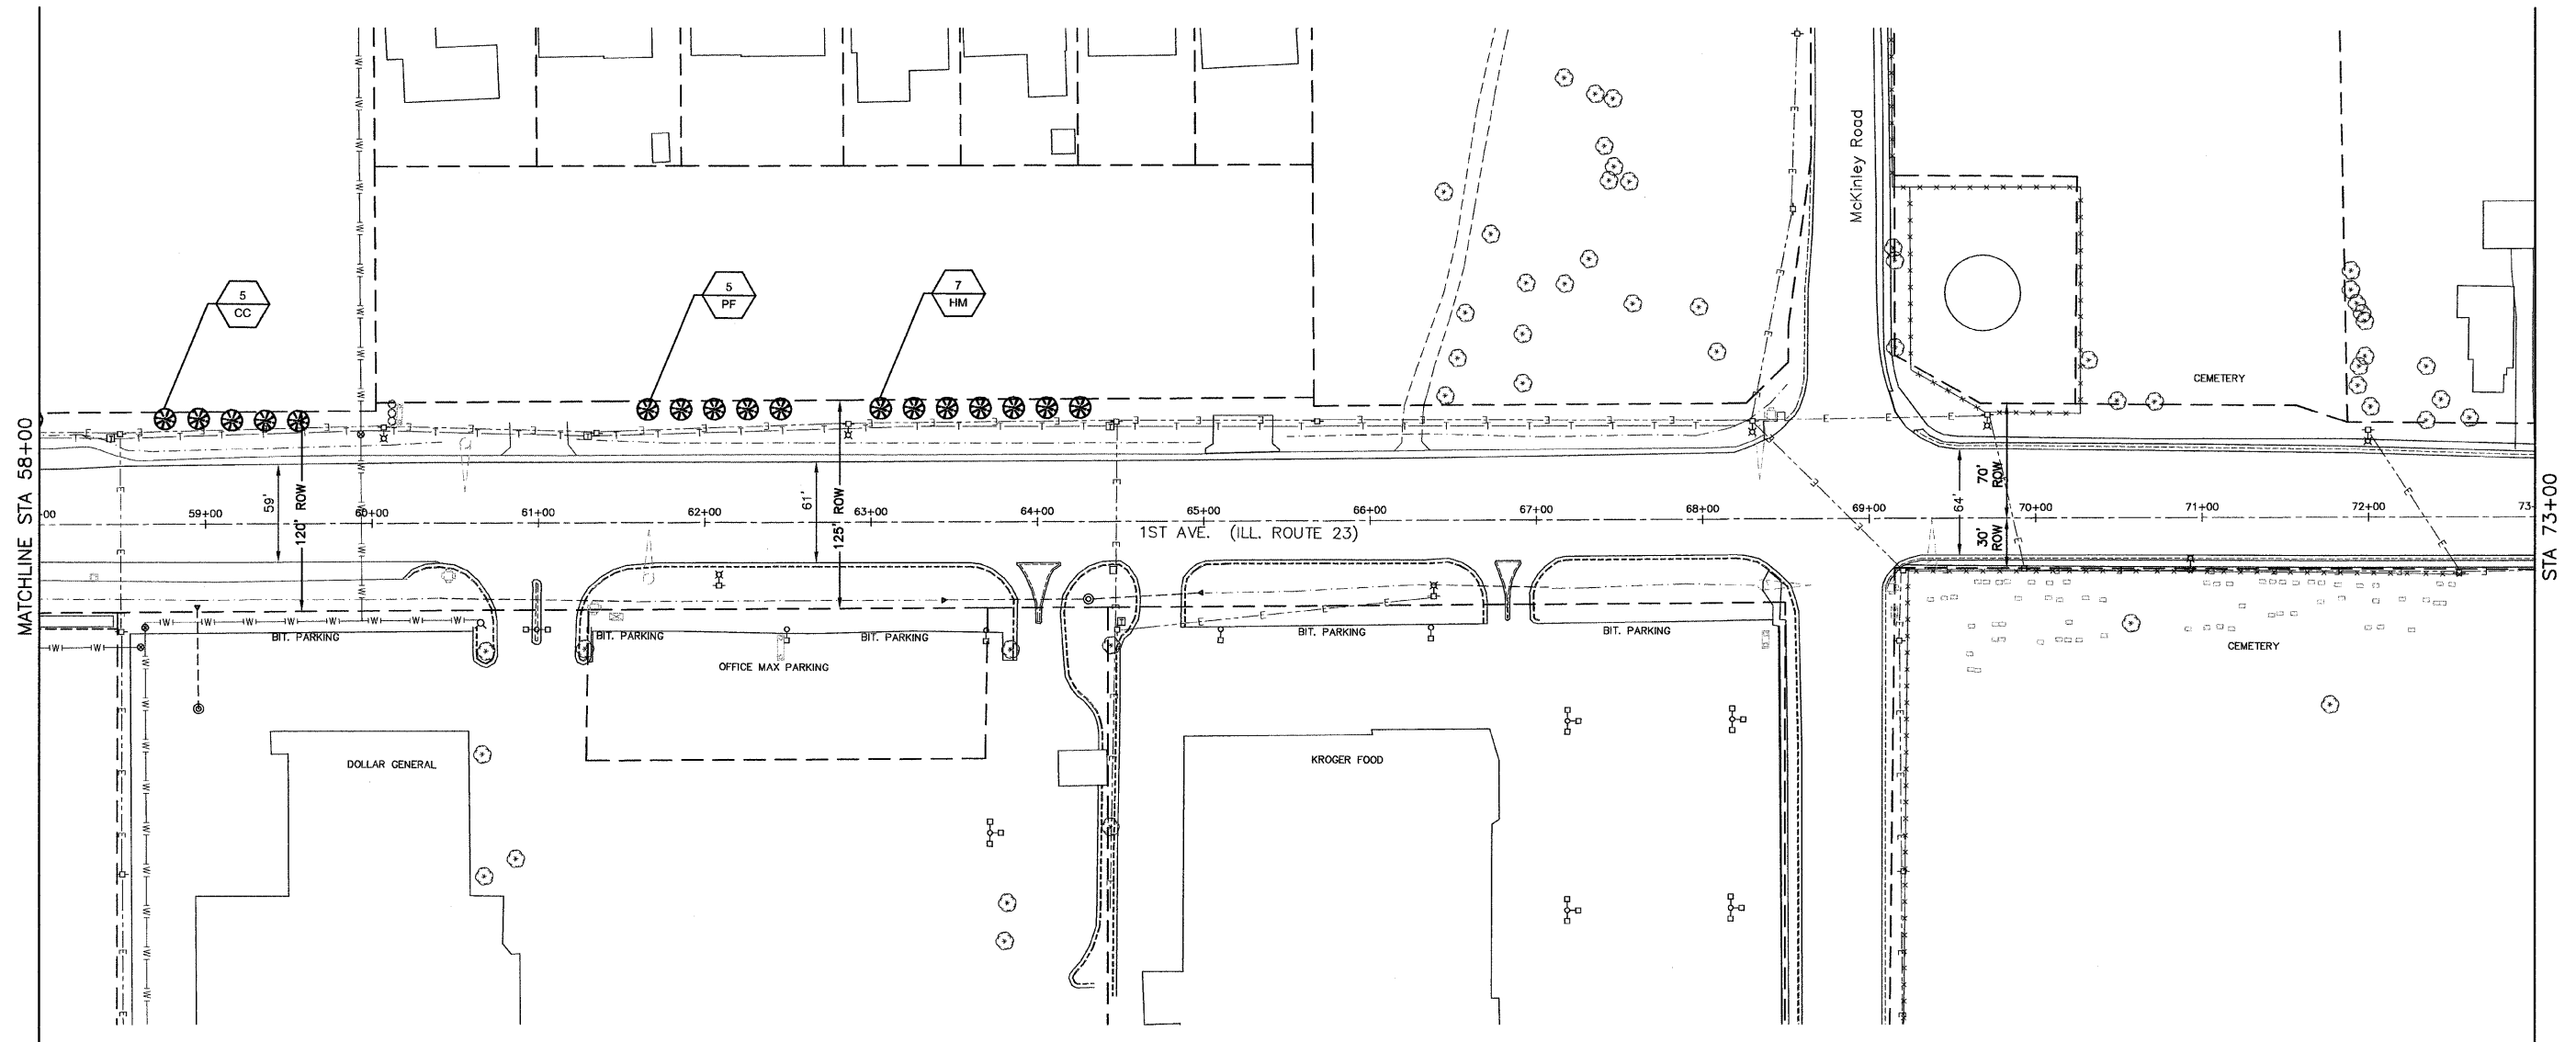 McKinley Road
5
CC
5
PF
7
HM
CEMETERY
MATCHLINE STA 58+00
STA 73+00
59'
120' ROW
61'
125' ROW
64'
70'
ROW
30'
ROW
+00
59+00
60+00
61+00
62+00
63+00
64+00
65+00
66+00
67+00
68+00
69+00
70+00
71+00
72+00
73+
1ST AVE. (ILL. ROUTE 23)
BIT. PARKING
BIT. PARKING
BIT. PARKING
BIT. PARKING
BIT. PARKING
OFFICE MAX PARKING
CEMETERY
DOLLAR GENERAL
KROGER FOOD